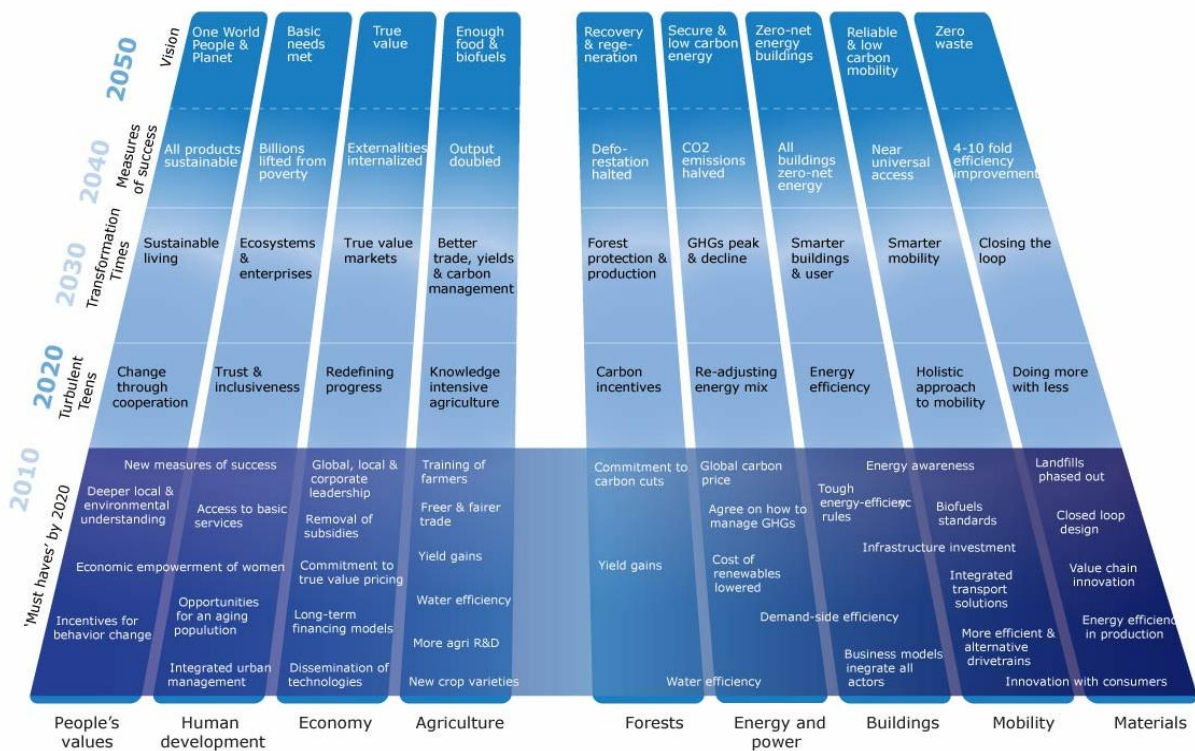 2050
Vision
One World
People &
Planet
Basic
needs
met
True
value
Enough
food &
biofuels
Recovery
& rege-
neration
Secure &
low carbon
energy
Zero-net
energy
buildings
Reliable
& low
carbon
mobility
Zero
waste
2040
Measures
of success
All products
sustainable
Billions
lifted from
poverty
Externalities
internalized
Output
doubled
Defo-
restation
halted
CO2
emissions
halved
All
buildings
zero-net
energy
Near
universal
access
4-10 fold
efficiency
improvement
2030
Transformation
Times
Sustainable
living
Ecosystems
&
enterprises
True value
markets
Better
trade, yields
& carbon
management
Forest
protection &
production
GHGs peak
& decline
Smarter
buildings
& user
Smarter
mobility
Closing the
loop
2020
Turbulent
Teens
Change
through
cooperation
Trust &
inclusiveness
Redefining
progress
Knowledge
intensive
agriculture
Carbon
incentives
Re-adjusting
energy mix
Energy
efficiency
Holistic
approach
to mobility
Doing more
with less
2010
'Must haves' by 2020
New measures of success
Deeper local &
environmental
understanding
Access to basic
services
Economic empowerment of women
Incentives for
behavior change
Opportunities
for an aging
population
Integrated urban
management
Global, local &
corporate
leadership
Removal of
subsidies
Commitment to
true value pricing
Long-term
financing models
Dissemination of
technologies
Training of
farmers
Freer & fairer
trade
Yield gains
Water efficiency
More agri R&D
New crop varieties
Commitment to
carbon cuts
Yield gains
Water efficiency
Global carbon
price
Agree on how to
manage GHGs
Cost of
renewables
lowered
Demand-side efficiency
Energy awareness
Tough
energy-efficiency
rules
Infrastructure investment
Business models
inegrate all
actors
Biofuels
standards
Integrated
transport
solutions
More efficient &
alternative
drivetrains
Innovation with consumers
Landfills
phased out
Closed loop
design
Value chain
innovation
Energy efficienc
in production
People's
values
Human
development
Economy
Agriculture
Forests
Energy and
power
Buildings
Mobility
Materials